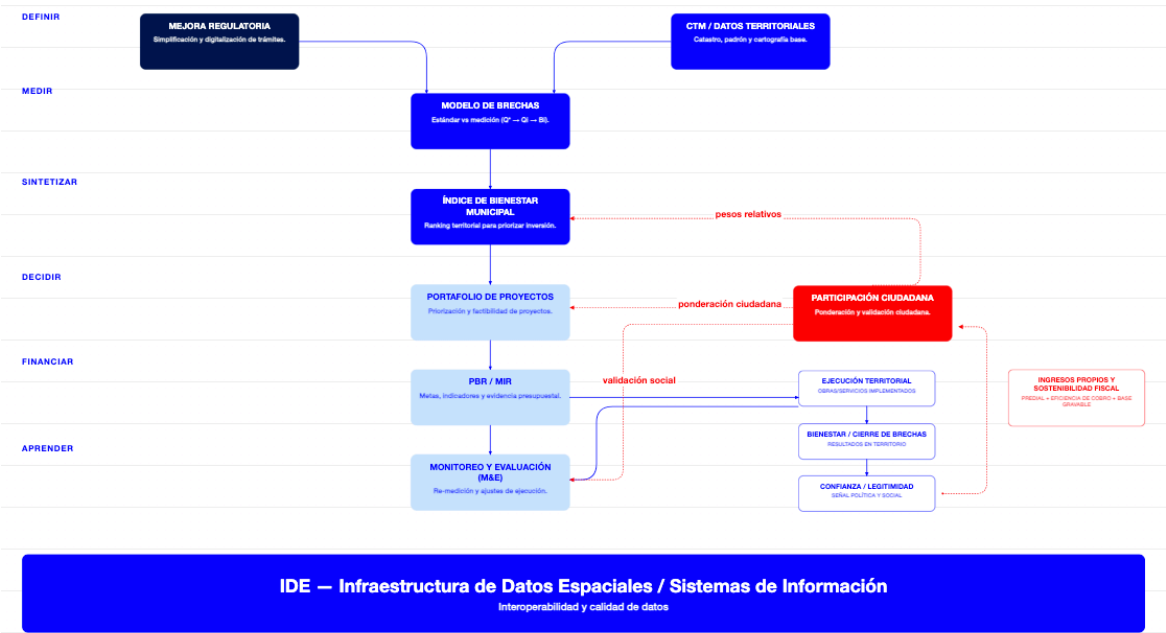 DEFINIR
MEJORA REGULATORIA
Simplificación y digitalización de trámites.
CTM / DATOS TERRITORIALES
Catastro, padrón y cartografía base.
MEDIR
MODELO DE BRECHAS
Estándar vs medición (Q* → Qi → Bi).
SINTETIZAR
ÍNDICE DE BIENESTAR
MUNICIPAL
Ranking territorial para priorizar inversión.
pesos relativos
DECIDIR
PORTAFOLIO DE PROYECTOS
Priorización y factibilidad de proyectos.
ponderación ciudadana
PARTICIPACIÓN CIUDADANA
Ponderación y validación ciudadana.
FINANCIAR
PBR / MIR
Metas, indicadores y evidencia presupuestal.
validación social
EJECUCIÓN TERRITORIAL
OBRAS/SERVICIOS IMPLEMENTADOS
INGRESOS PROPIOS Y
SOSTENIBILIDAD FISCAL
PREDIAL + EFICIENCIA DE COBRO + BASE
GRAVABLE
APRENDER
MONITOREO Y EVALUACIÓN
(M&E)
Re-medición y ajustes de ejecución.
BIENESTAR / CIERRE DE BRECHAS
RESULTADOS EN TERRITORIO
CONFIANZA / LEGITIMIDAD
SEÑAL POLÍTICA Y SOCIAL
IDE — Infraestructura de Datos Espaciales / Sistemas de Información
Interoperabilidad y calidad de datos